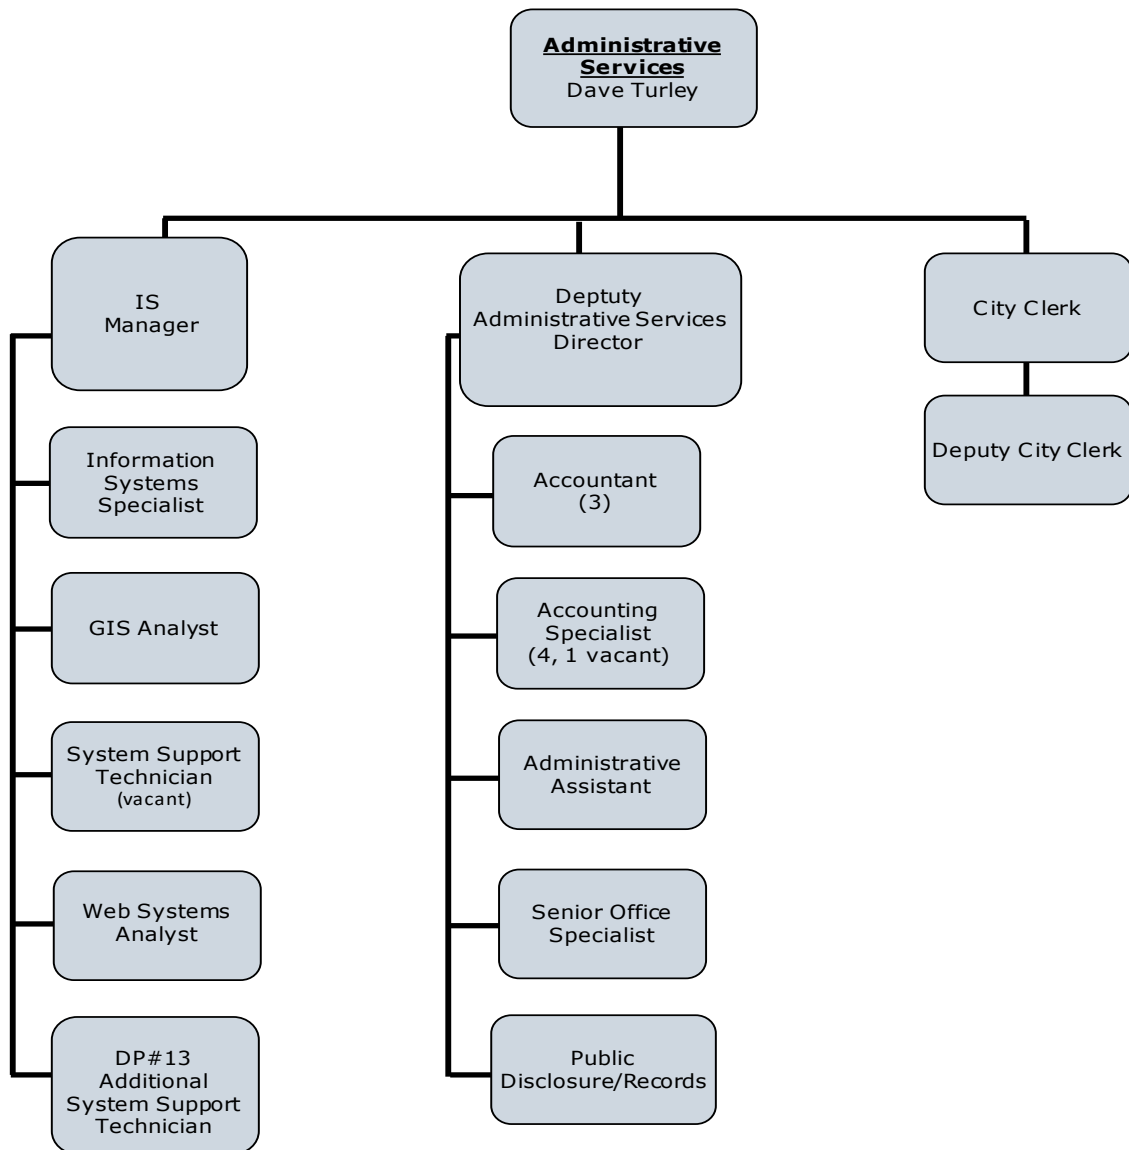 Administrative
Services
Dave Turley
IS
Manager
Information
Systems
Specialist
GIS Analyst
System Support
Technician
(vacant)
Web Systems
Analyst
DP#13
Additional
System Support
Technician
Deptuty
Administrative Services
Director
Accountant
(3)
Accounting
Specialist
(4, 1 vacant)
Administrative
Assistant
Senior Office
Specialist
Public
Disclosure/Records
City Clerk
Deputy City Clerk